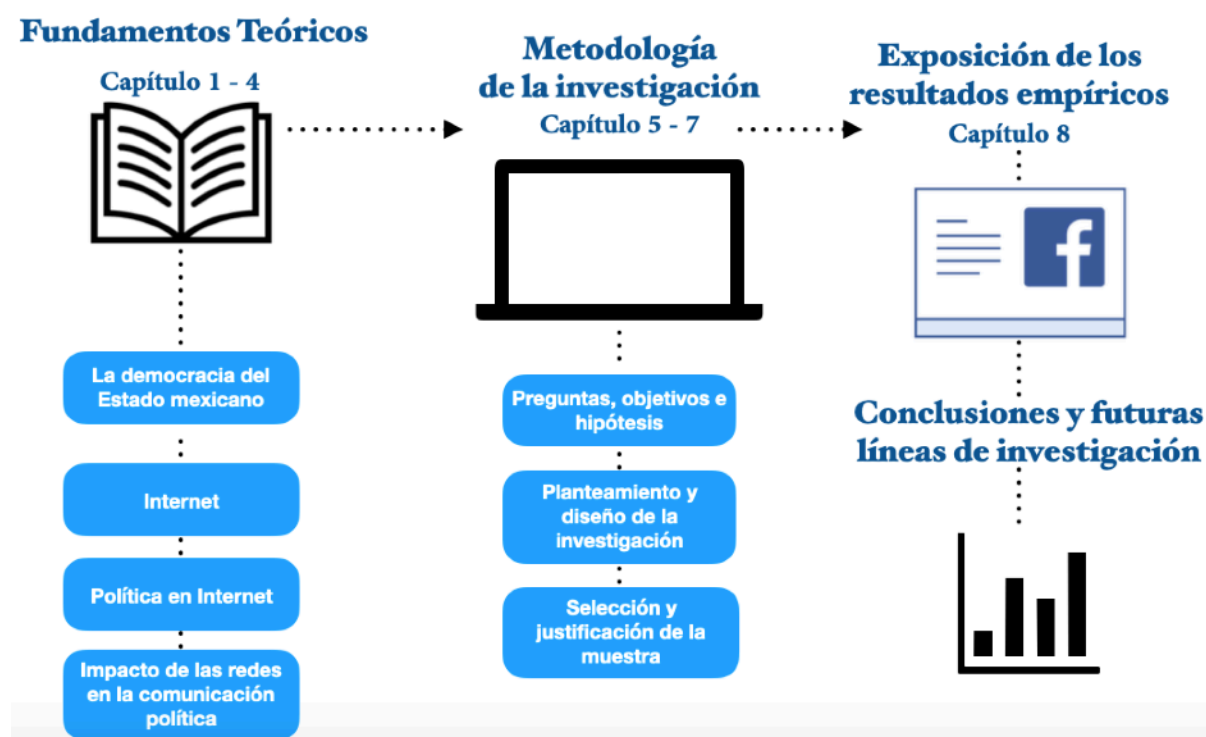 Fundamentos Teóricos
Capítulo 1 - 4
La democracia del
Estado mexicano
Internet
Política en Internet
Impacto de las redes
en la comunicación
política
Metodología
de la investigación
Capítulo 5 - 7
Preguntas, objetivos e
hipótesis
Planteamiento y
diseño de la
investigación
Selección y
justificación de la
muestra
Exposición de los
resultados empíricos
Capítulo 8
f
Conclusiones y futuras
líneas de investigación